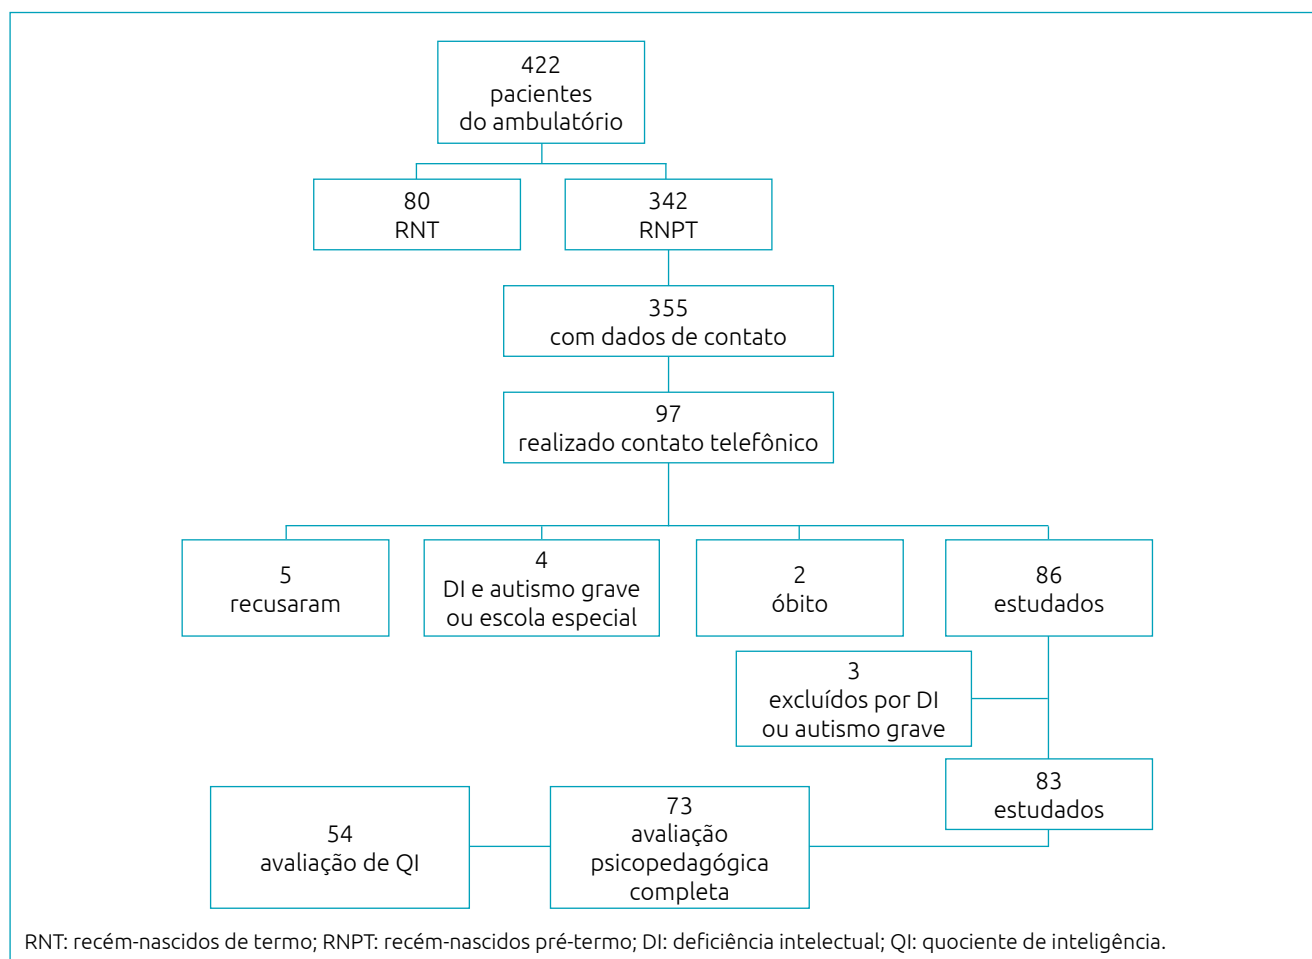 422
pacientes
do ambulatório
80
RNT
342
RNPT
355
com dados de contato
97
realizado contato telefônico
5
recusaram
4
DI e autismo grave
ou escola especial
2
óbito
86
estudados
3
excluídos por DI
ou autismo grave
83
estudados
73
avaliação
psicopedagógica
completa
54
avaliação de QI
RNT: recém-nascidos de termo; RNPT: recém-nascidos pré-termo; DI: deficiência intelectual; QI: quociente de inteligência.